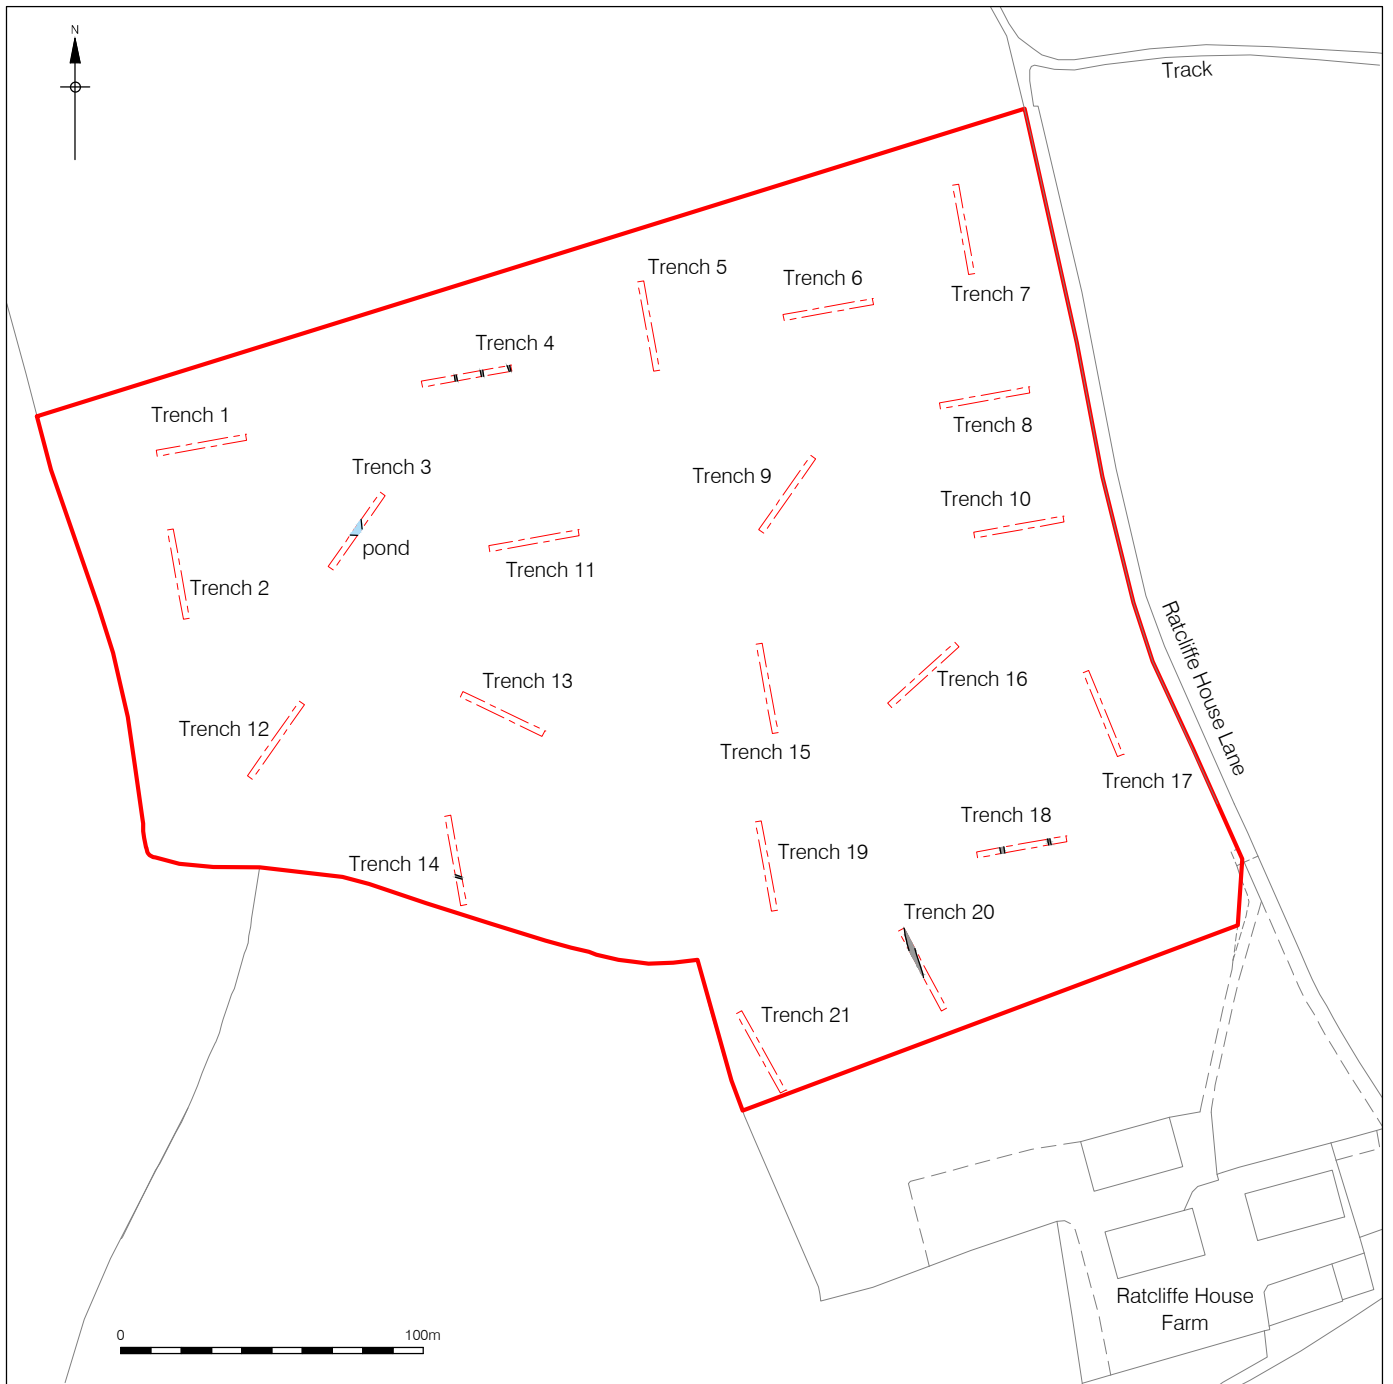 N
Track
Trench 5
Trench 6
Trench 7
Trench 4
Trench 1
Trench 8
Trench 3
Trench 9
Trench 10
pond
Trench 11
Trench 2
Ratcliffe House Lane
Trench 13
Trench 16
Trench 12
Trench 15
Trench 17
Trench 18
Trench 14
Trench 19
Trench 20
Trench 21
Ratcliffe House
Farm
0 100m